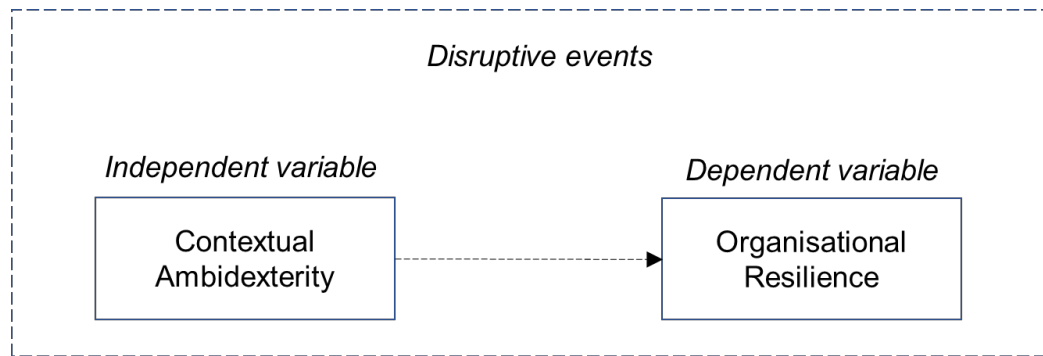 Disruptive events
Independent variable
Dependent variable
Contextual
Ambidexterity
Organisational
Resilience